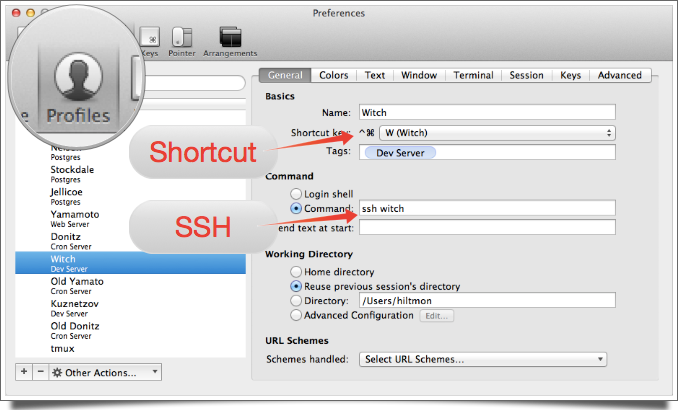 Preferences
Profiles
Keys
Pointer
Arrangements
General
Colors
Text
Window
Terminal
Session
Keys
Advanced
Postgres
Stockdale
Postgres
Jellicoe
Postgres
Yamamoto
Web Server
Donitz
Cron Server
Witch
Dev Server
Old Yamato
Cron Server
Kuznetzov
Dev Server
Old Donitz
Cron Server
tmux
+
−
Other Actions...
Basics
Name: Witch
Shortcut key: ^⌘ W (Witch)
Tags: Dev Server
Shortcut
Command
Login shell
Command: ssh witch
end text at start:
SSH
Working Directory
Home directory
Reuse previous session's directory
Directory: /Users/hiltmon
Advanced Configuration Edit...
URL Schemes
Schemes handled: Select URL Schemes...